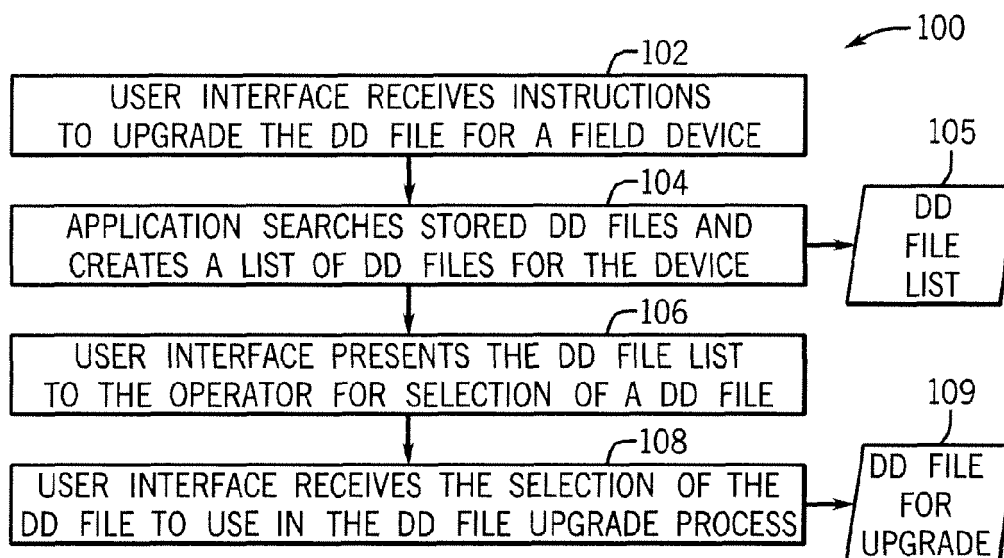 100
102
USER INTERFACE RECEIVES INSTRUCTIONS
TO UPGRADE THE DD FILE FOR A FIELD DEVICE
104
APPLICATION SEARCHES STORED DD FILES AND
CREATES A LIST OF DD FILES FOR THE DEVICE
105
DD
FILE
LIST
106
USER INTERFACE PRESENTS THE DD FILE LIST
TO THE OPERATOR FOR SELECTION OF A DD FILE
108
USER INTERFACE RECEIVES THE SELECTION OF THE
DD FILE TO USE IN THE DD FILE UPGRADE PROCESS
109
DD FILE
FOR
UPGRADE